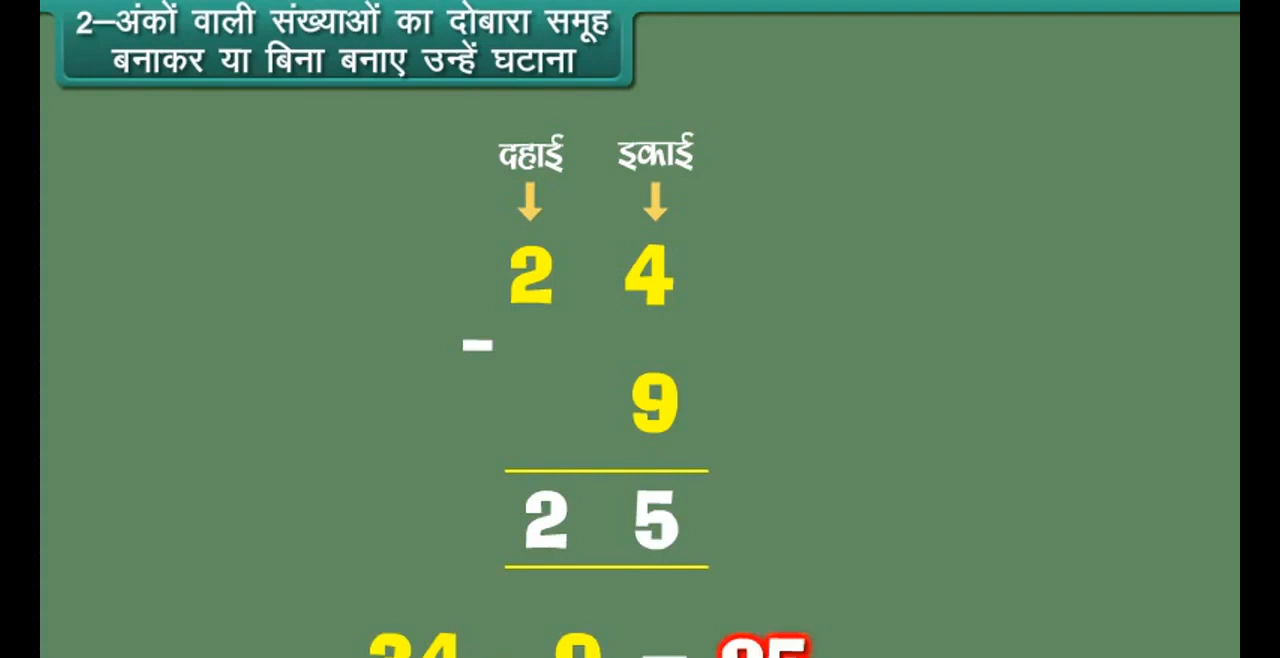 2–अंकों वाली संख्याओं का दोबारा समूह
बनाकर या बिना बनाए उन्हें घटाना
दहाई इकाई
2 4
-
9
2 5